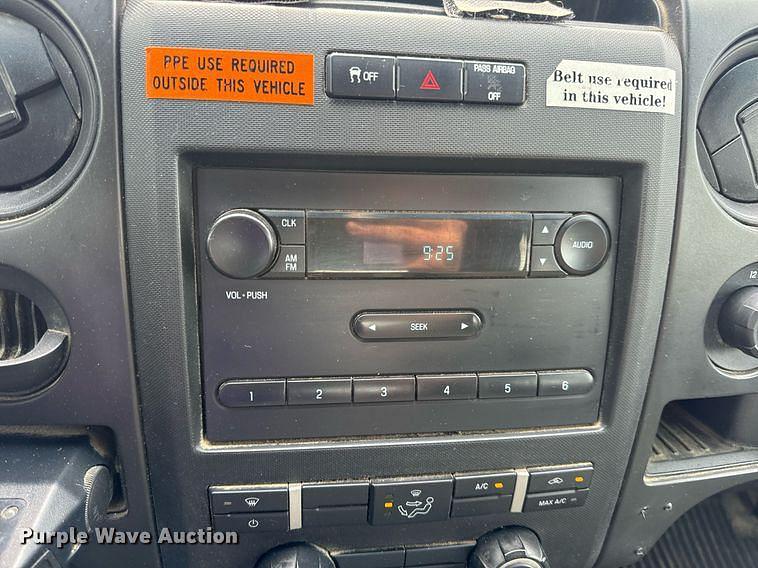 PPE USE REQUIRED
OUTSIDE THIS VEHICLE
OFF
PASS AIRBAG
OFF
Belt use required
in this vehicle!
CLK
AM
FM
9:25
AUDIO
VOL • PUSH
SEEK
1 2 3 4 5 6
12
A/C
MAX A/C
Purple Wave Auction